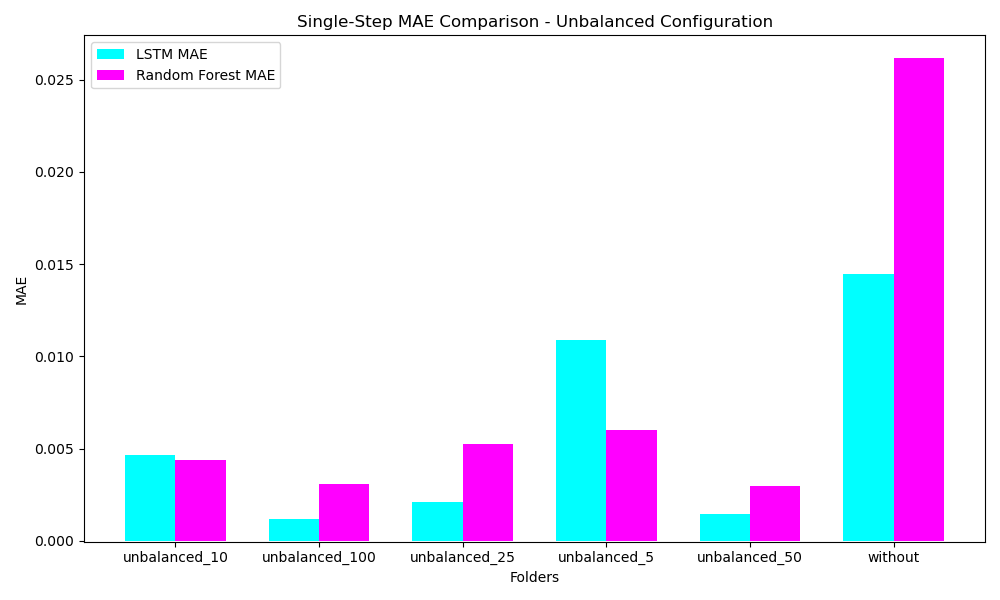 Single-Step MAE Comparison - Unbalanced Configuration
LSTM MAE
Random Forest MAE
MAE
0.025
0.020
0.015
0.010
0.005
0.000
unbalanced_10
unbalanced_100
unbalanced_25
unbalanced_5
unbalanced_50
without
Folders